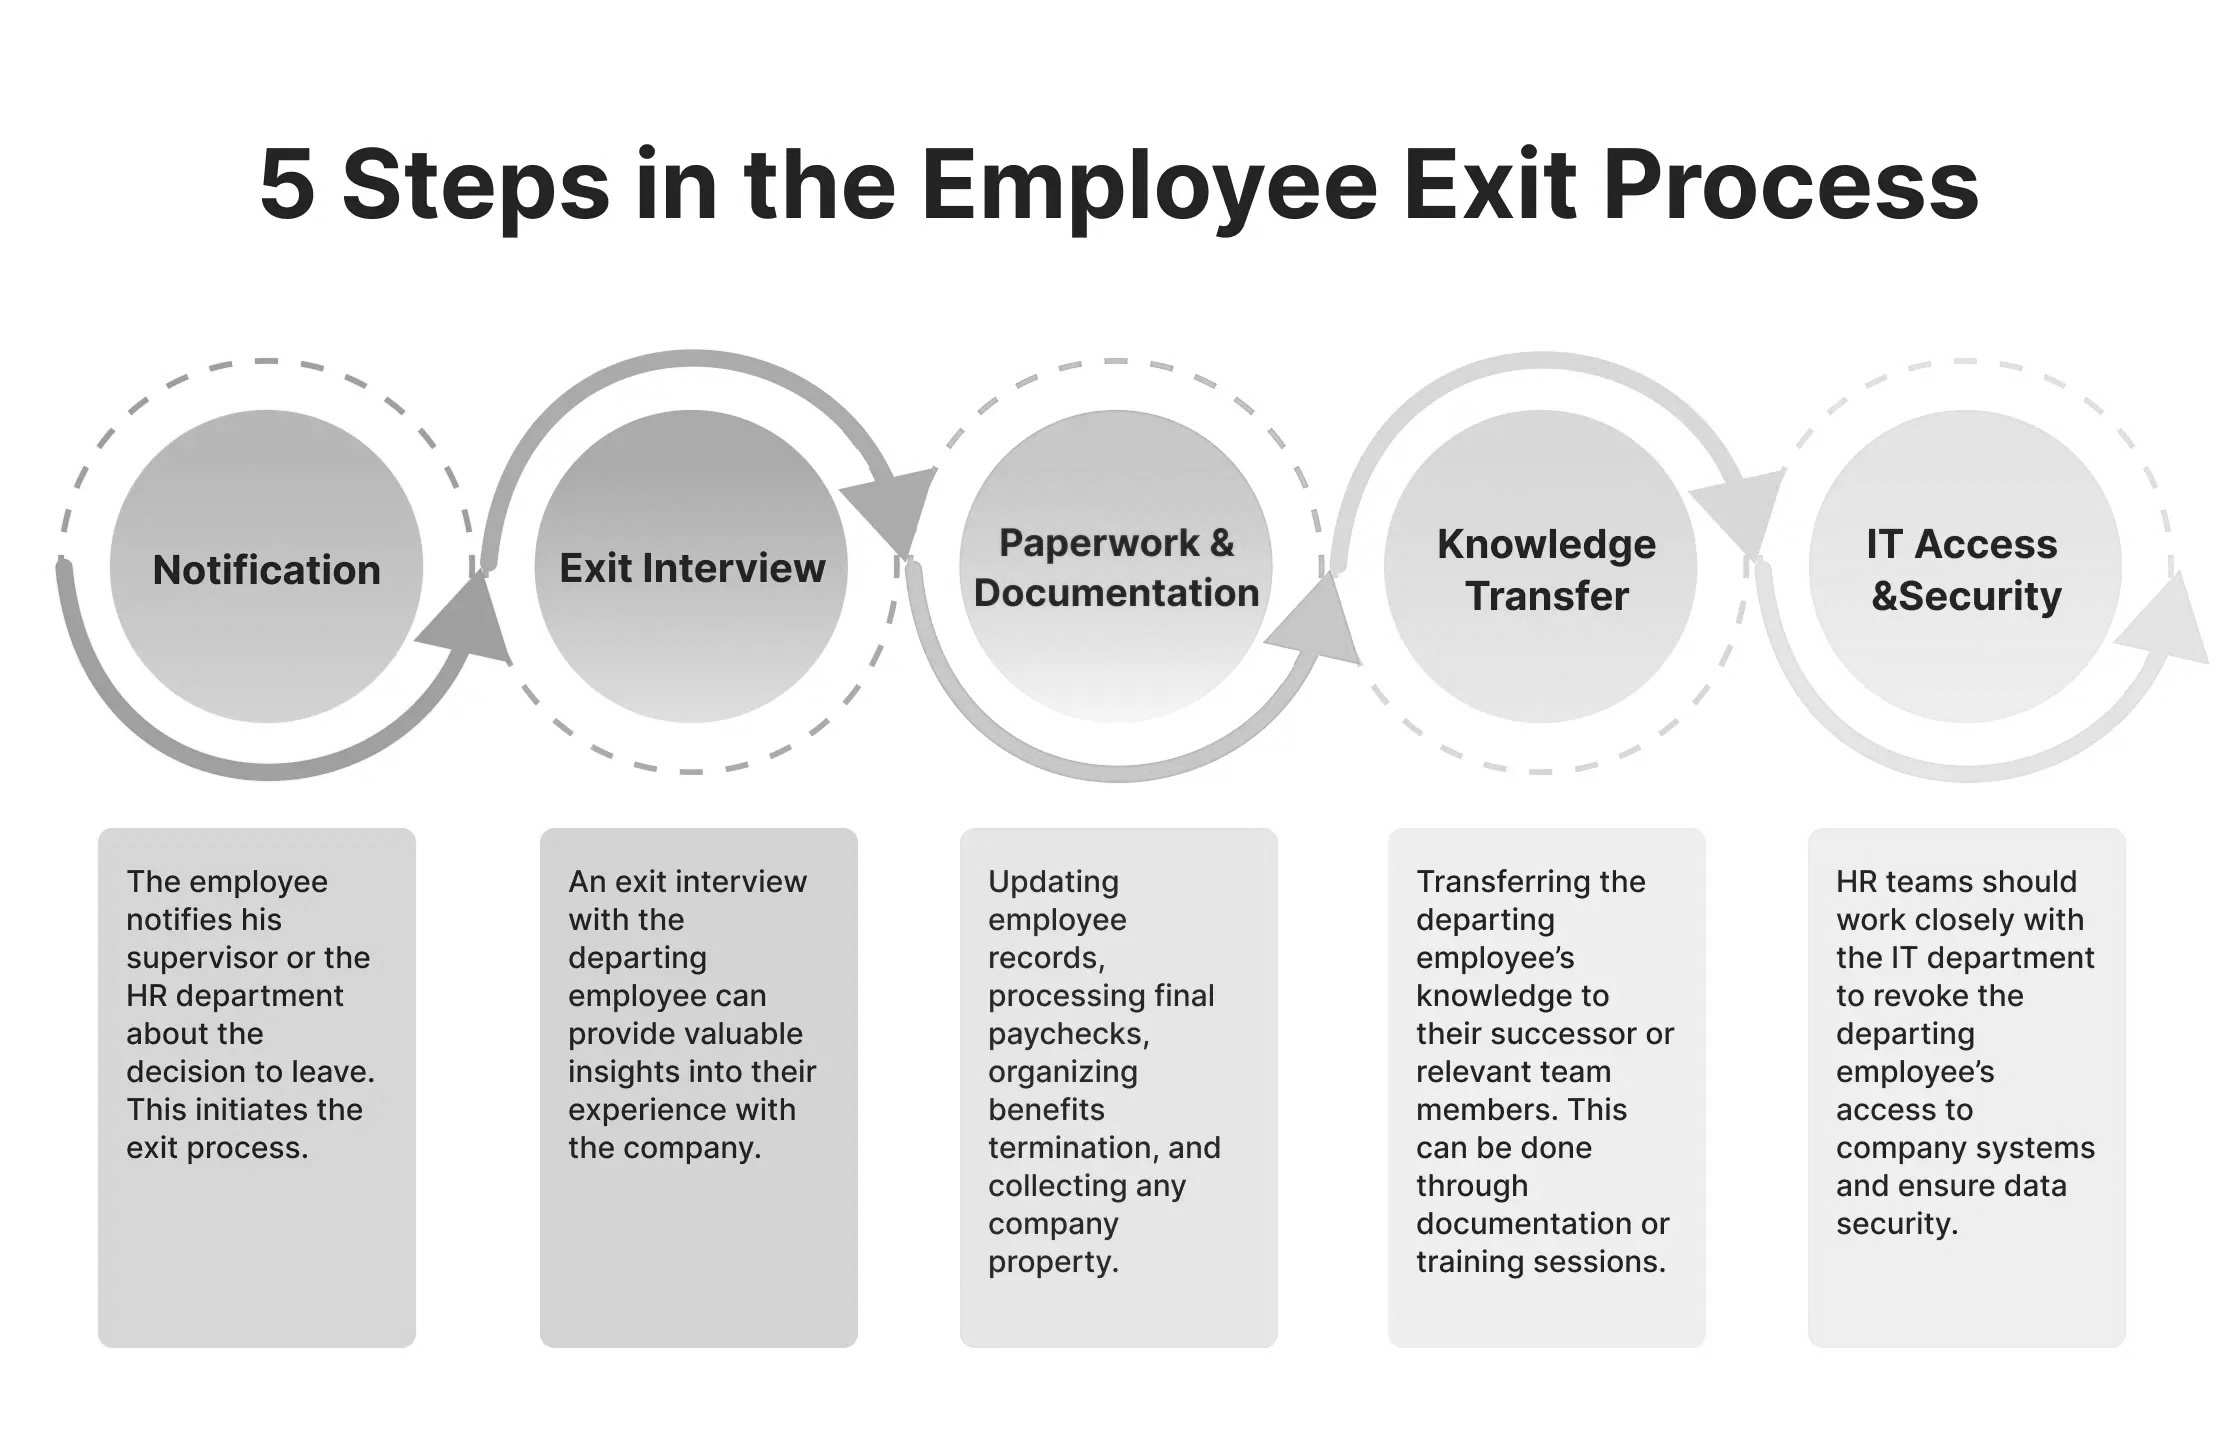 5 Steps in the Employee Exit Process
Notification
Exit Interview
Paperwork &
Documentation
Knowledge
Transfer
IT Access
&Security
The employee
notifies his
supervisor or the
HR department
about the
decision to leave.
This initiates the
exit process.
An exit interview
with the
departing
employee can
provide valuable
insights into their
experience with
the company.
Updating
employee
records,
processing final
paychecks,
organizing
benefits
termination, and
collecting any
company
property.
Transferring the
departing
employee’s
knowledge to
their successor or
relevant team
members. This
can be done
through
documentation or
training sessions.
HR teams should
work closely with
the IT department
to revoke the
departing
employee’s
access to
company systems
and ensure data
security.